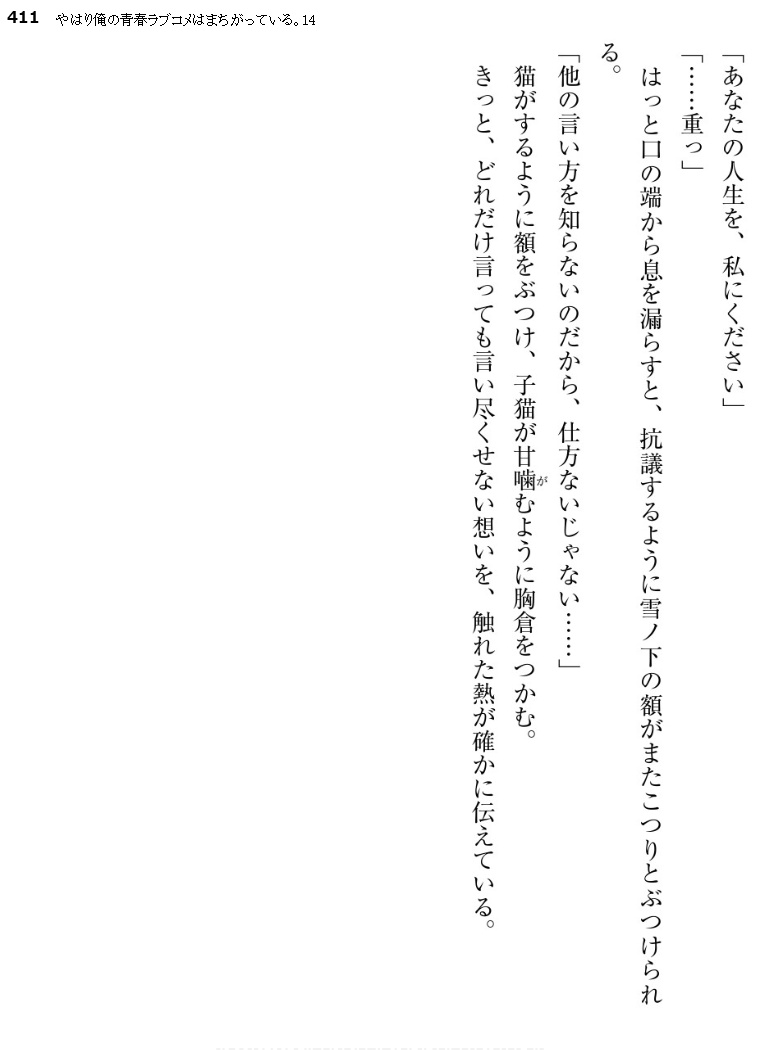 411 やはり俺の青春ラブコメはまちがっている。14
「あなたの人生を、私にください」
「……重っ」
　はっと口の端から息を漏らすと、抗議するように雪ノ下の額がまたこつりとぶつけられ
る。
「他の言い方を知らないのだから、仕方ないじゃない……」
　猫がするように額をぶつけ、子猫が甘噛むように胸倉をつかむ。
が
　きっと、どれだけ言っても言い尽くせない想いを、触れた熱が確かに伝えている。